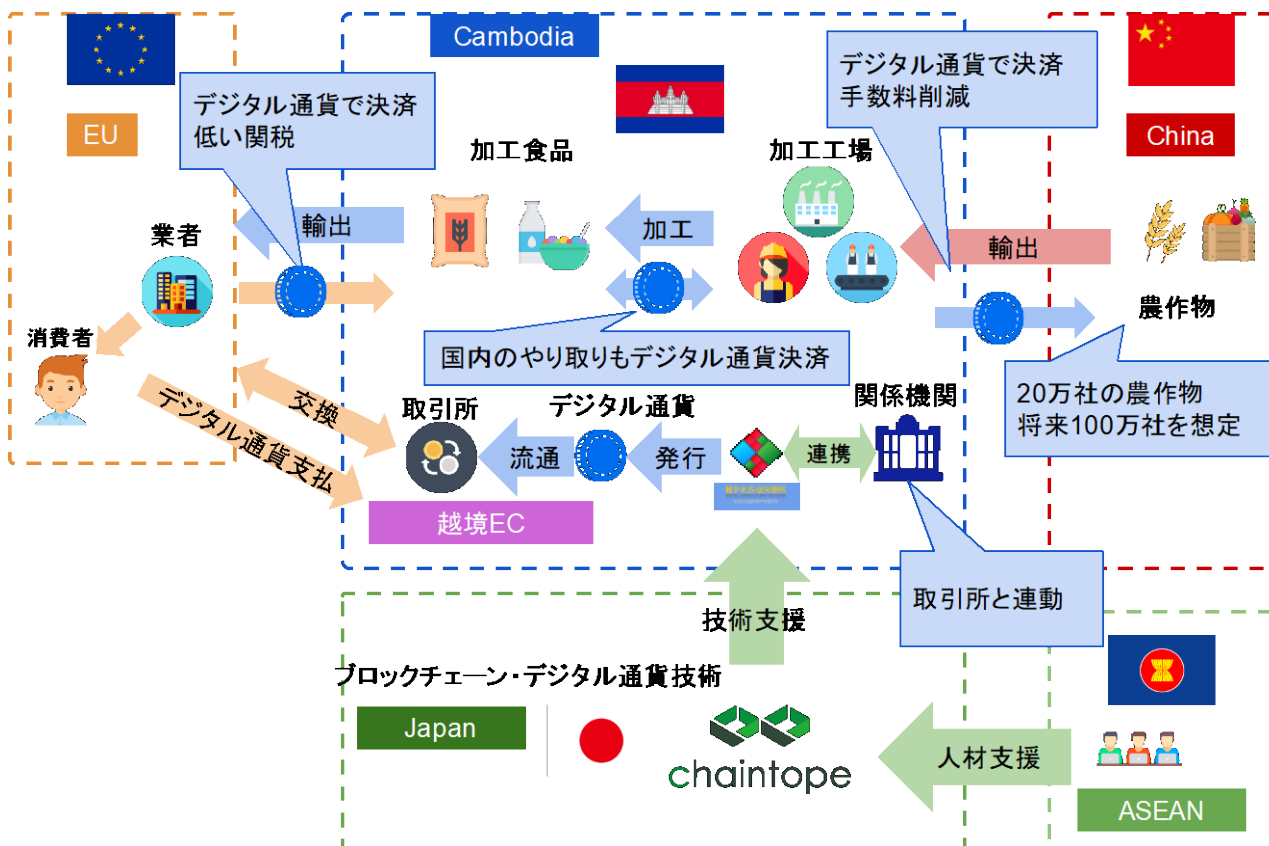 Cambodia
EU
China
デジタル通貨で決済
低い関税
デジタル通貨で決済
手数料削減
加工食品
加工工場
業者
輸出
加工
輸出
消費者
農作物
国内のやり取りもデジタル通貨決済
20万社の農作物
将来100万社を想定
交換
デジタル通貨支払
取引所
デジタル通貨
関係機関
流通
発行
連携
越境EC
取引所と連動
技術支援
ブロックチェーン・デジタル通貨技術
Japan
chaintope
人材支援
ASEAN